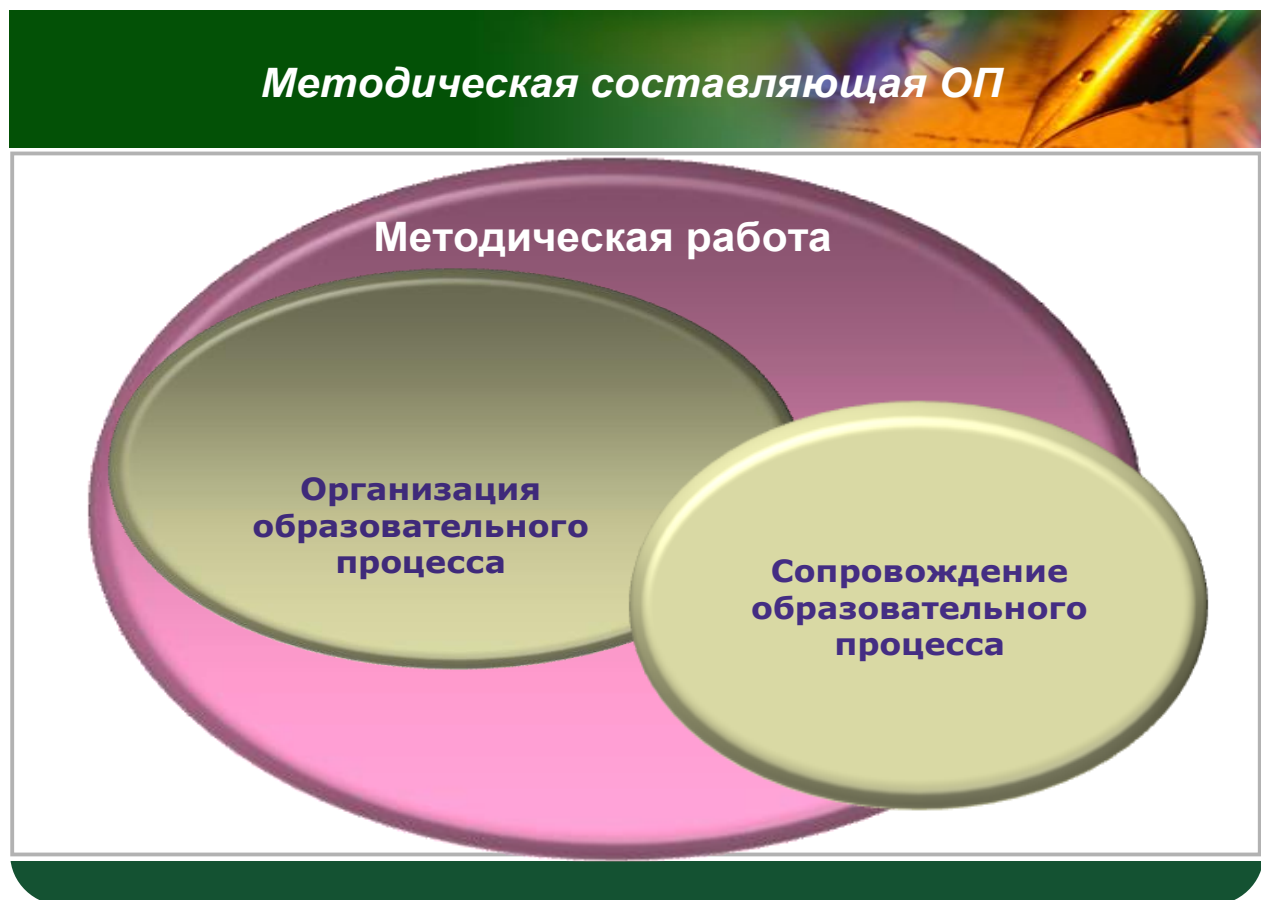 Методическая составляющая ОП
Методическая работа
Организация
образовательного
процесса
Сопровождение
образовательного
процесса